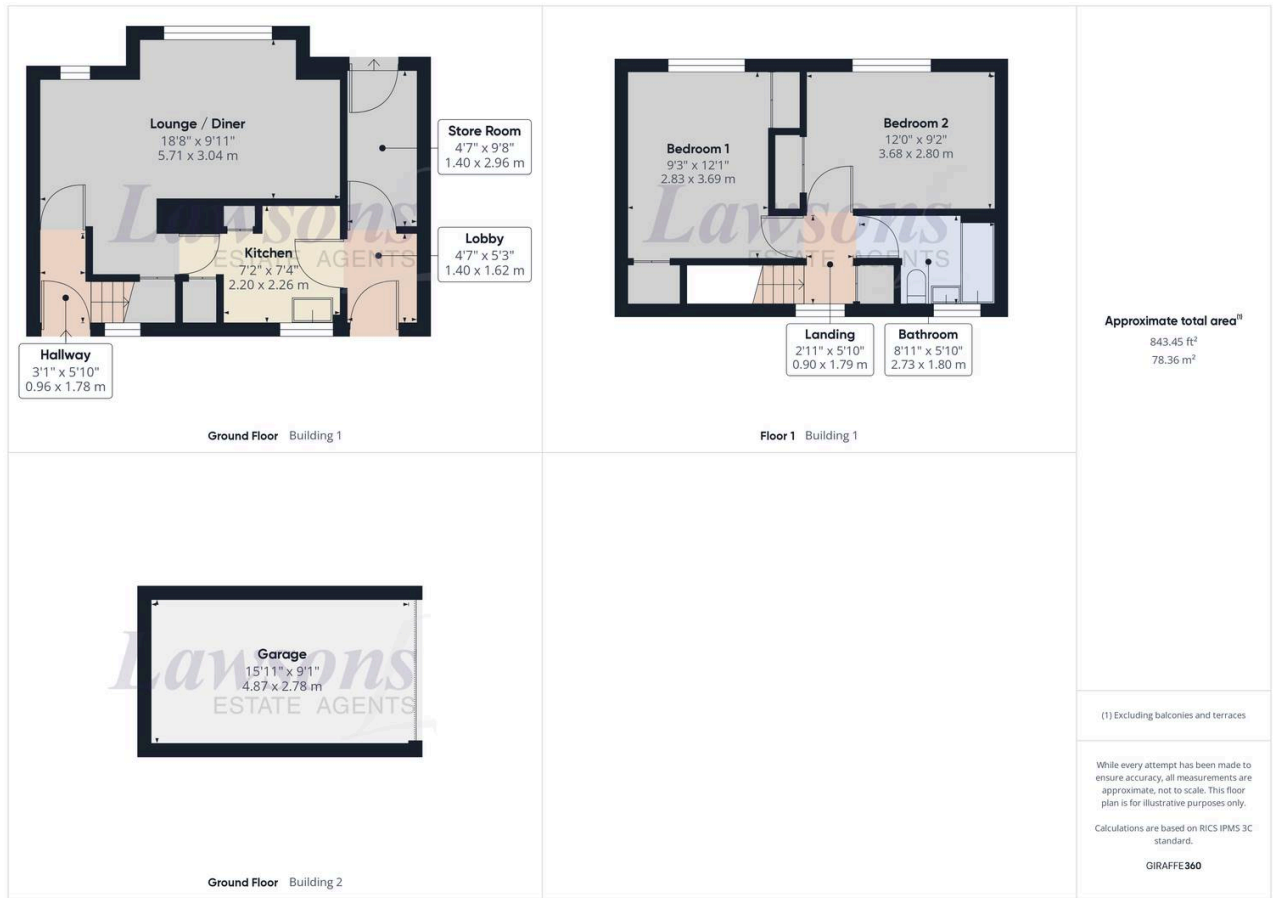 Lounge / Diner
18'8" x 9'11"
5.71 x 3.04 m
Store Room
4'7" x 9'8"
1.40 x 2.96 m
Lawsons
ESTATE AGENTS
Kitchen
7'2" x 7'4"
2.20 x 2.26 m
Lobby
4'7" x 5'3"
1.40 x 1.62 m
Hallway
3'1" x 5'10"
0.96 x 1.78 m
Ground Floor Building 1
Bedroom 1
9'3" x 12'1"
2.83 x 3.69 m
Bedroom 2
12'0" x 9'2"
3.68 x 2.80 m
Lawsons
ESTATE AGENTS
Landing
2'11" x 5'10"
0.90 x 1.79 m
Bathroom
8'11" x 5'10"
2.73 x 1.80 m
Floor 1 Building 1
Approximate total area(1)
843.45 ft²
78.36 m²
Garage
15'11" x 9'1"
4.87 x 2.78 m
Lawsons
ESTATE AGENTS
Ground Floor Building 2
(1) Excluding balconies and terraces
While every attempt has been made to
ensure accuracy, all measurements are
approximate, not to scale. This floor
plan is for illustrative purposes only.
Calculations are based on RICS IPMS 3C
standard.
GIRAFFE360